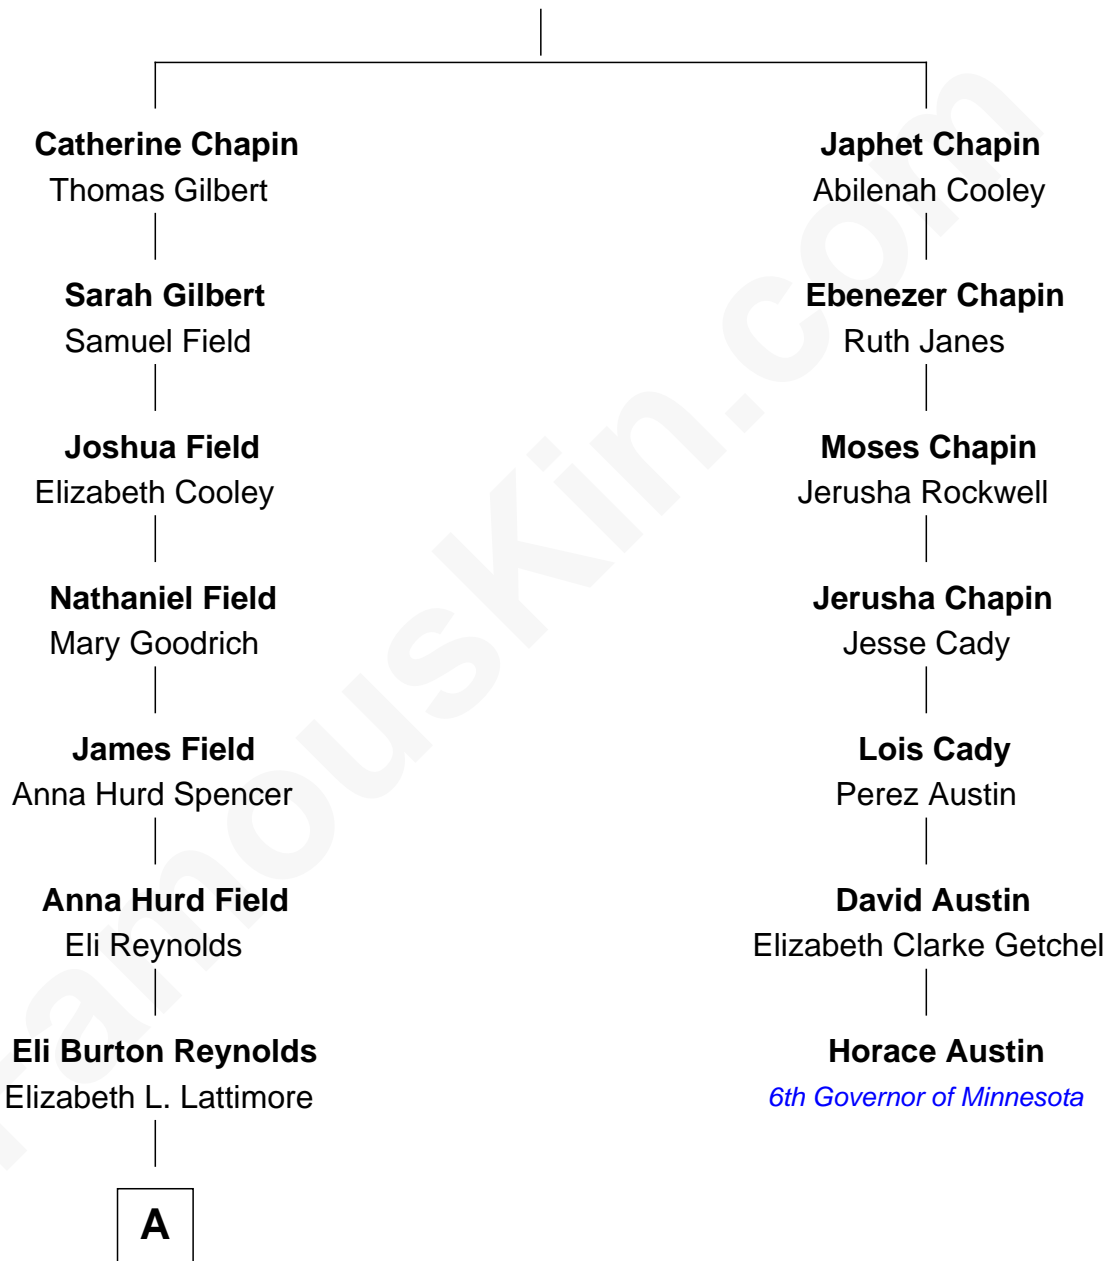 Catherine Chapin
Thomas Gilbert
Sarah Gilbert
Samuel Field
Joshua Field
Elizabeth Cooley
Nathaniel Field
Mary Goodrich
James Field
Anna Hurd Spencer
Anna Hurd Field
Eli Reynolds
Eli Burton Reynolds
Elizabeth L. Lattimore
A
Japhet Chapin
Abilenah Cooley
Ebenezer Chapin
Ruth Janes
Moses Chapin
Jerusha Rockwell
Jerusha Chapin
Jesse Cady
Lois Cady
Perez Austin
David Austin
Elizabeth Clarke Getchel
Horace Austin
6th Governor of Minnesota
FamousKin.com